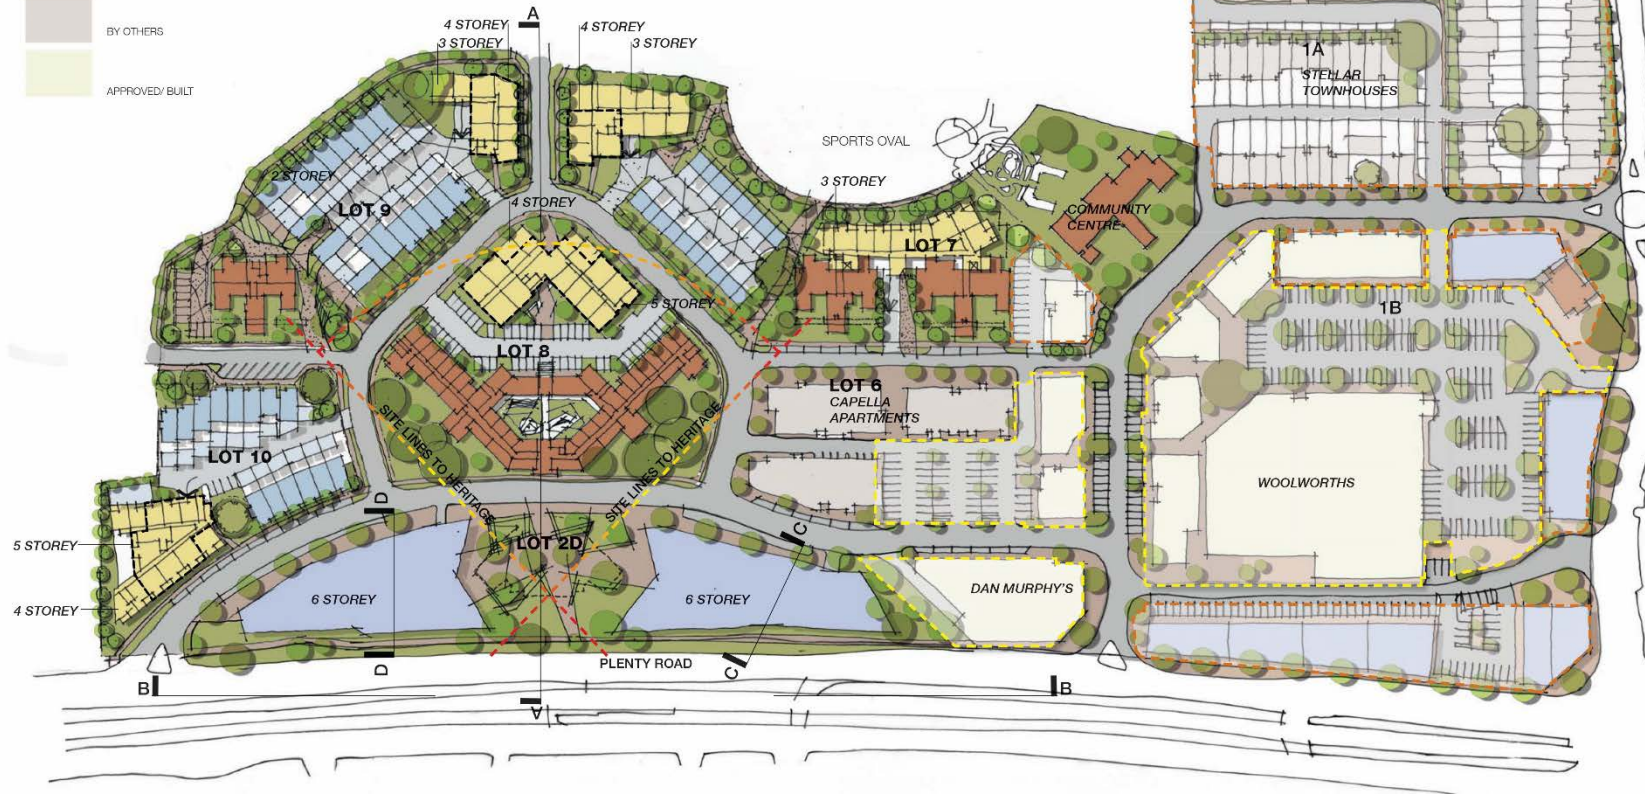 BY OTHERS
APPROVED/ BUILT
A
4 STOREY
3 STOREY
4 STOREY
3 STOREY
1A
STELLAR
TOWNHOUSES
SPORTS OVAL
2 STOREY
LOT 9
4 STOREY
3 STOREY
COMMUNITY
CENTRE
LOT 7
5 STOREY
1B
LOT 8
LOT 6
CAPELLA
APARTMENTS
SITE LINES TO HERITAGE
SITE LINES TO HERITAGE
LOT 10
WOOLWORTHS
D
C
5 STOREY
LOT 2D
4 STOREY
6 STOREY
6 STOREY
DAN MURPHY'S
D
C
PLENTY ROAD
B
B
A